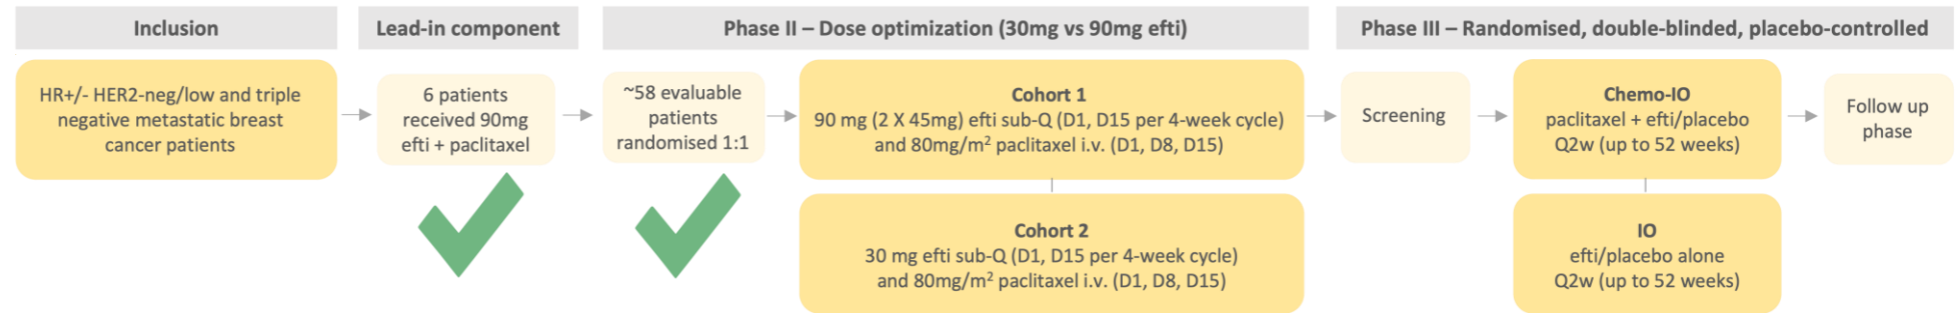 Inclusion
HR+/- HER2-neg/low and triple
negative metastatic breast
cancer patients
Lead-in component
6 patients
received 90mg
efti + paclitaxel
Phase II – Dose optimization (30mg vs 90mg efti)
~58 evaluable
patients
randomised 1:1
Cohort 1
90 mg (2 X 45mg) efti sub-Q (D1, D15 per 4-week cycle)
and 80mg/m² paclitaxel i.v. (D1, D8, D15)
Cohort 2
30 mg efti sub-Q (D1, D15 per 4-week cycle)
and 80mg/m² paclitaxel i.v. (D1, D8, D15)
Phase III – Randomised, double-blinded, placebo-controlled
Screening
Chemo-IO
paclitaxel + efti/placebo
Q2w (up to 52 weeks)
IO
efti/placebo alone
Q2w (up to 52 weeks)
Follow up
phase